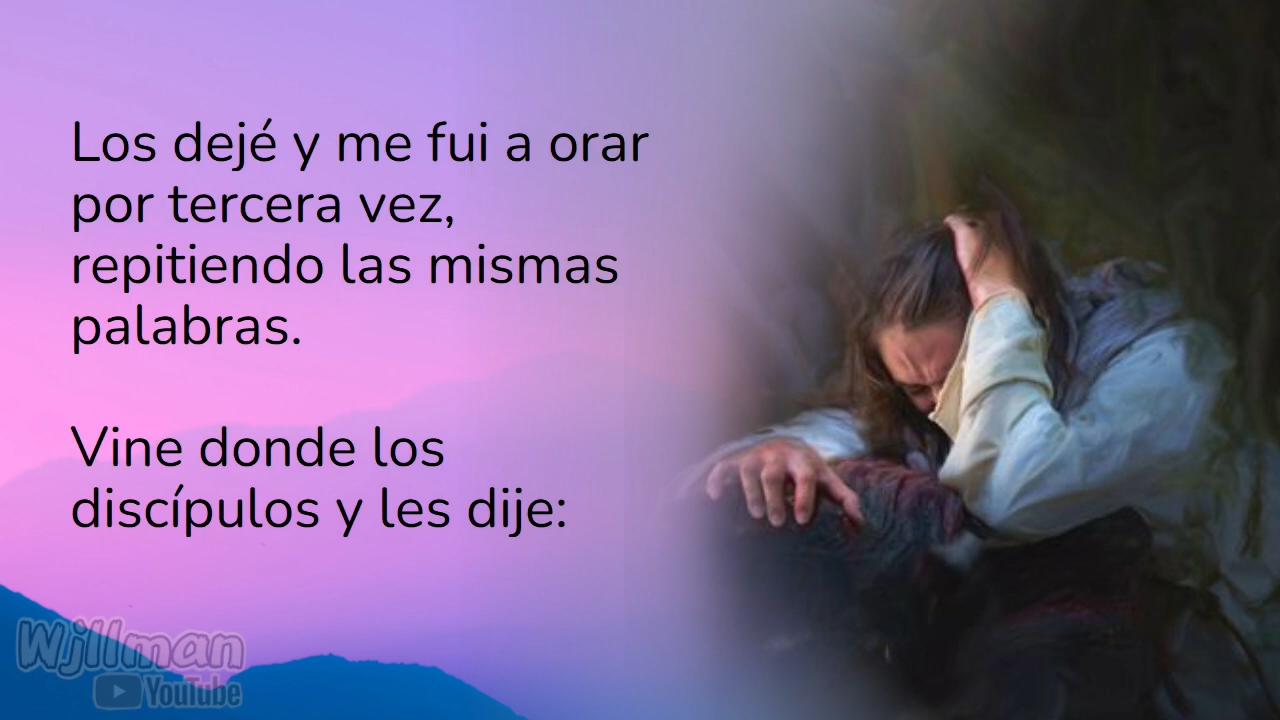 Los dejé y me fui a orar
por tercera vez,
repitiendo las mismas
palabras.
Vine donde los
discípulos y les dije:
Wjllman
YouTube